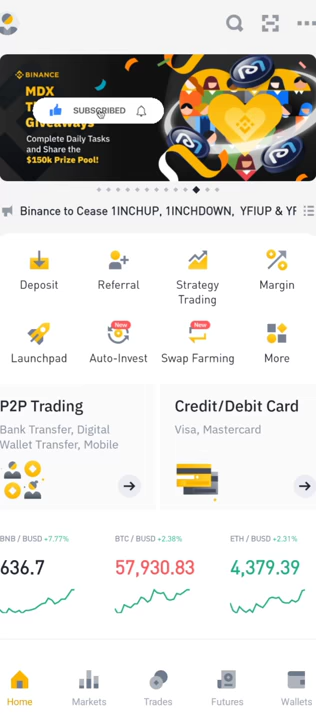 BINANCE
MDX
Giveaways
SUBSCRIBED
Complete Daily Tasks
and Share the
$150k Prize Pool!
Binance to Cease 1INCHUP, 1INCHDOWN, YFIUP & YF
Deposit
Referral
Strategy
Trading
Margin
Launchpad
New
Auto-Invest
New
Swap Farming
More
P2P Trading
Bank Transfer, Digital
Wallet Transfer, Mobile
Credit/Debit Card
Visa, Mastercard
BNB / BUSD +7.77%
636.7
BTC / BUSD +2.38%
57,930.83
ETH / BUSD +2.31%
4,379.39
Home
Markets
Trades
Futures
Wallets